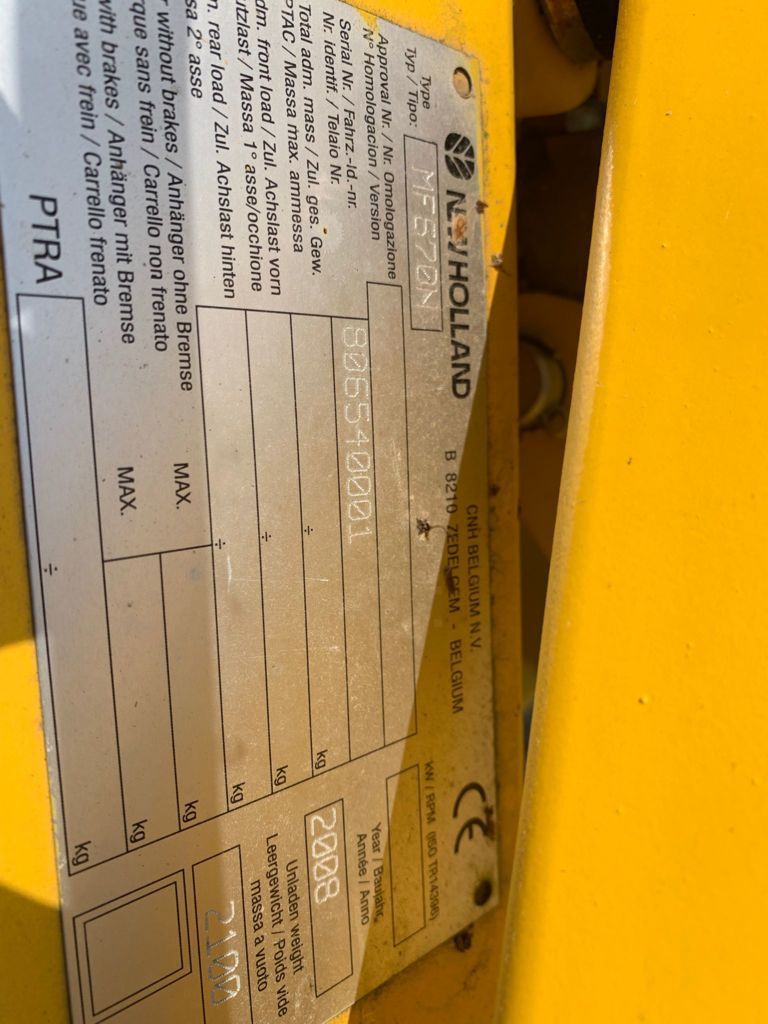 NEW HOLLAND
CNH BELGIUM N.V.
B 8210 ZEDELGEM - BELGIUM
CE
Type
Typ / Tipo:
MF670N
kW / RPM (ISO TR14396)
Approval Nr. / Nr. Omologazione
N° Homologacion / Version
Year / Baujahr
Année / Anno
2008
Serial Nr. / Fahrz.-Id.-nr.
Nr. identif. / Telaio Nr.
806540001
Total adm. mass / Zul. ges. Gew.
PTAC / Massa max. ammessa
÷ kg
dm. front load / Zul. Achslast vorn
utzlast / Massa 1° asse/occhione
÷ kg
Unladen weight
Leergewicht / Poids vide
massa a vuoto
2100
n. rear load / Zul. Achslast hinten
sa 2° asse
÷ kg
r without brakes / Anhänger ohne Bremse
rque sans frein / Carrello non frenato
MAX. kg
with brakes / Anhänger mit Bremse
ue avec frein / Carrello frenato
MAX. kg
PTRA ÷ kg